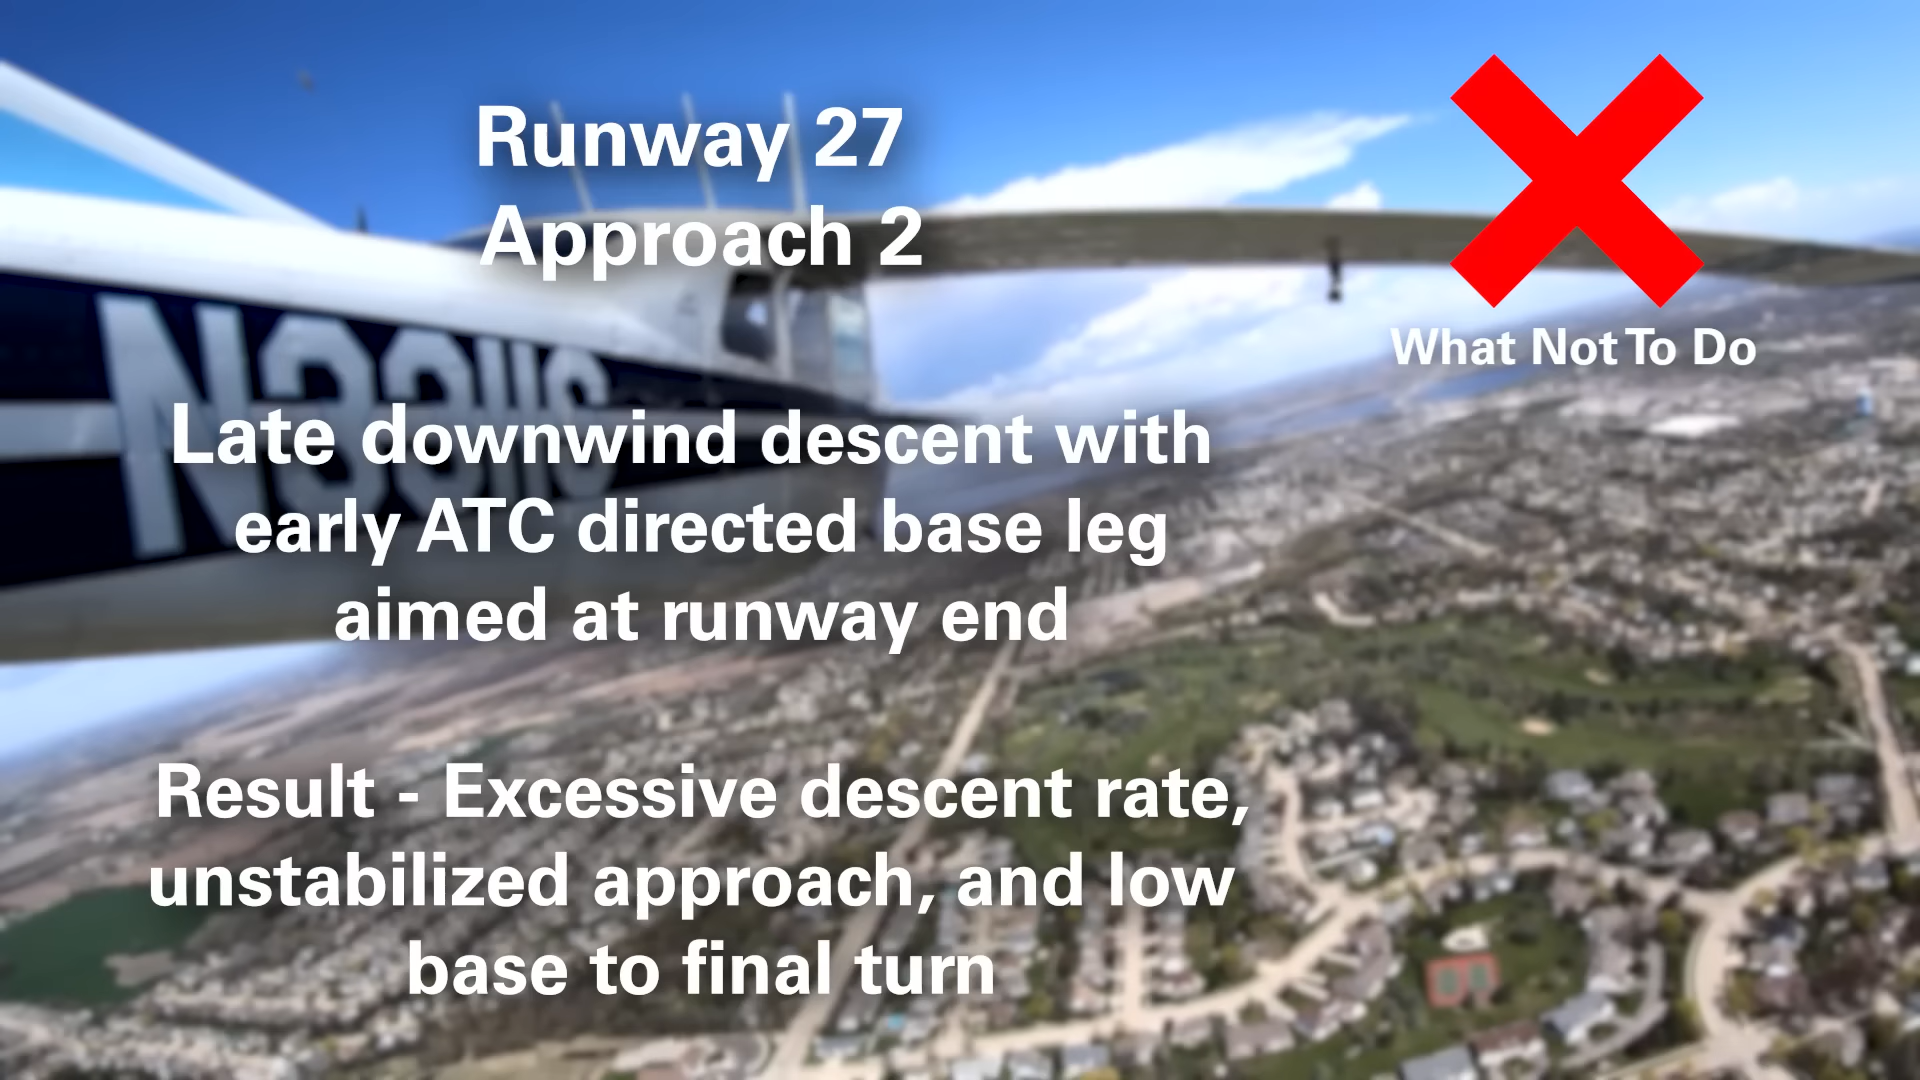 Runway 27
Approach 2
What Not To Do
Late downwind descent with
early ATC directed base leg
aimed at runway end
Result - Excessive descent rate,
unstabilized approach, and low
base to final turn